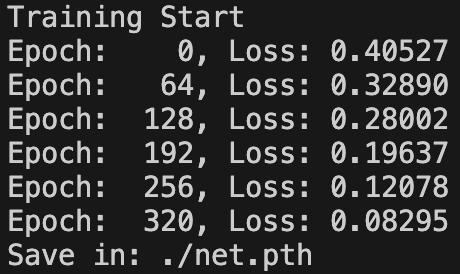 Training Start
Epoch:   0, Loss: 0.40527
Epoch:  64, Loss: 0.32890
Epoch: 128, Loss: 0.28002
Epoch: 192, Loss: 0.19637
Epoch: 256, Loss: 0.12078
Epoch: 320, Loss: 0.08295
Save in: ./net.pth